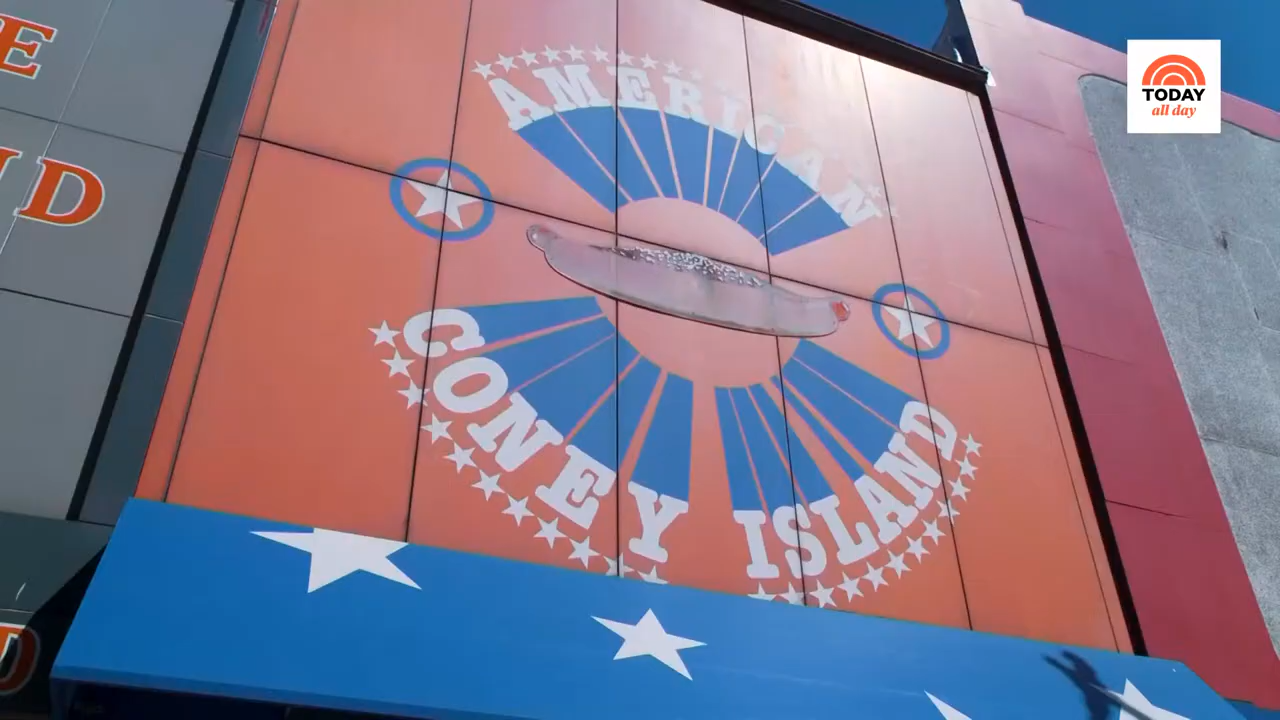 E
D
AMERICAN
CONEY ISLAND
D
TODAY
all day